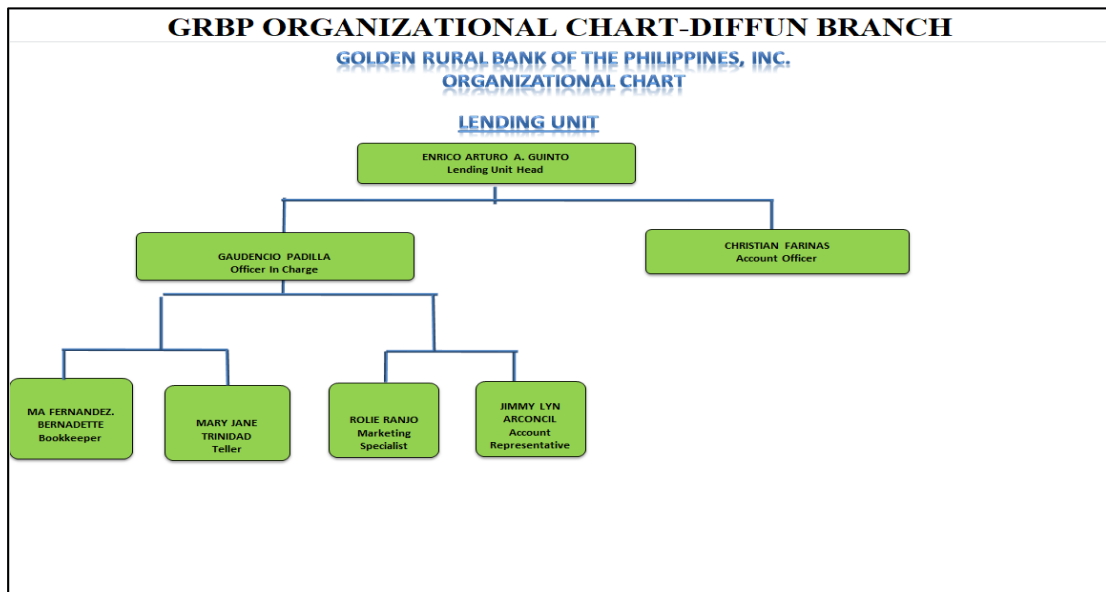 GRBP ORGANIZATIONAL CHART-DIFFUN BRANCH
GOLDEN RURAL BANK OF THE PHILIPPINES, INC.
ORGANIZATIONAL CHART
LENDING UNIT
ENRICO ARTURO A. GUINTO
Lending Unit Head
GAUDENCIO PADILLA
Officer In Charge
CHRISTIAN FARINAS
Account Officer
MA FERNANDEZ.
BERNADETTE
Bookkeeper
MARY JANE
TRINIDAD
Teller
ROLIE RANJO
Marketing
Specialist
JIMMY LYN
ARCONCIL
Account
Representative